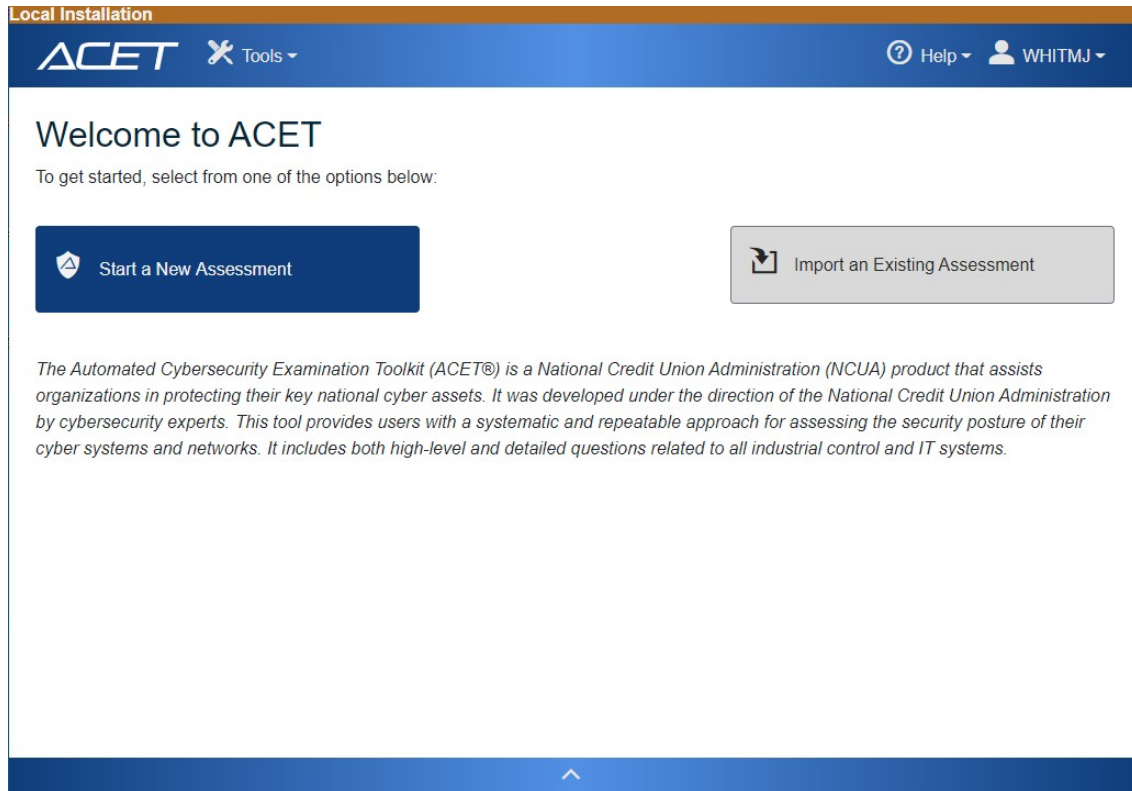 Local Installation
ACET Tools Help WHITMJ
Welcome to ACET
To get started, select from one of the options below:
Start a New Assessment
Import an Existing Assessment
The Automated Cybersecurity Examination Toolkit (ACET®) is a National Credit Union Administration (NCUA) product that assists
organizations in protecting their key national cyber assets. It was developed under the direction of the National Credit Union Administration
by cybersecurity experts. This tool provides users with a systematic and repeatable approach for assessing the security posture of their
cyber systems and networks. It includes both high-level and detailed questions related to all industrial control and IT systems.